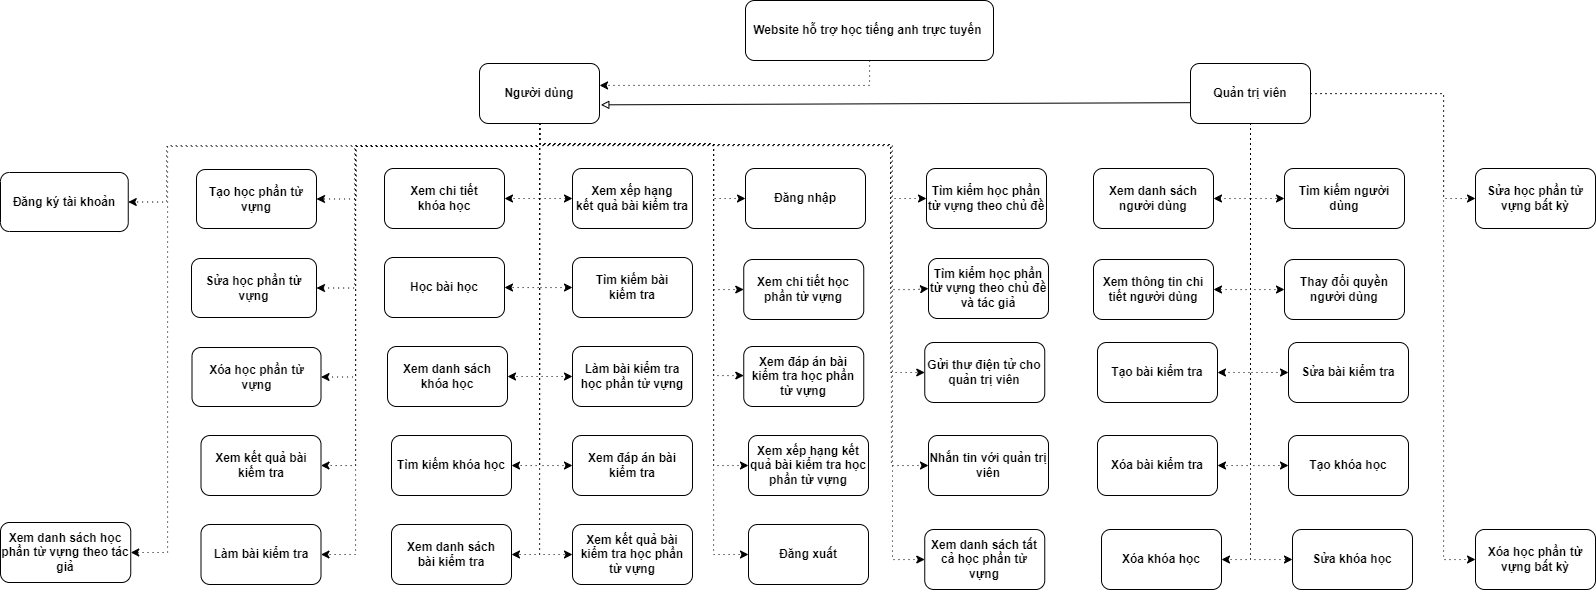 Website hỗ trợ học tiếng anh trực tuyến
Người dùng
Quản trị viên
Đăng ký tài khoản
Tạo học phần từ
vựng
Xem chi tiết
khóa học
Xem xếp hạng
kết quả bài kiểm tra
Đăng nhập
Tìm kiếm học phần
từ vựng theo chủ đề
Xem danh sách
người dùng
Tìm kiếm người
dùng
Sửa học phần từ
vựng bất kỳ
Sửa học phần từ
vựng
Học bài học
Tìm kiếm bài
kiểm tra
Xem chi tiết học
phần từ vựng
Tìm kiếm học phần
từ vựng theo chủ đề
và tác giả
Xem thông tin chi
tiết người dùng
Thay đổi quyền
người dùng
Xóa học phần từ
vựng
Xem danh sách
khóa học
Làm bài kiểm tra
học phần từ vựng
Xem đáp án bài
kiểm tra học phần
từ vựng
Gửi thư điện tử cho
quản trị viên
Tạo bài kiểm tra
Sửa bài kiểm tra
Xem kết quả bài
kiểm tra
Tìm kiếm khóa học
Xem đáp án bài
kiểm tra
Xem xếp hạng kết
quả bài kiểm tra học
phần từ vựng
Nhắn tin với quản trị
viên
Xóa bài kiểm tra
Tạo khóa học
Xem danh sách học
phần từ vựng theo tác
giả
Làm bài kiểm tra
Xem danh sách
bài kiểm tra
Xem kết quả bài
kiểm tra học phần
từ vựng
Đăng xuất
Xem danh sách tất
cả học phần từ
vựng
Xóa khóa học
Sửa khóa học
Xóa học phần từ
vựng bất kỳ